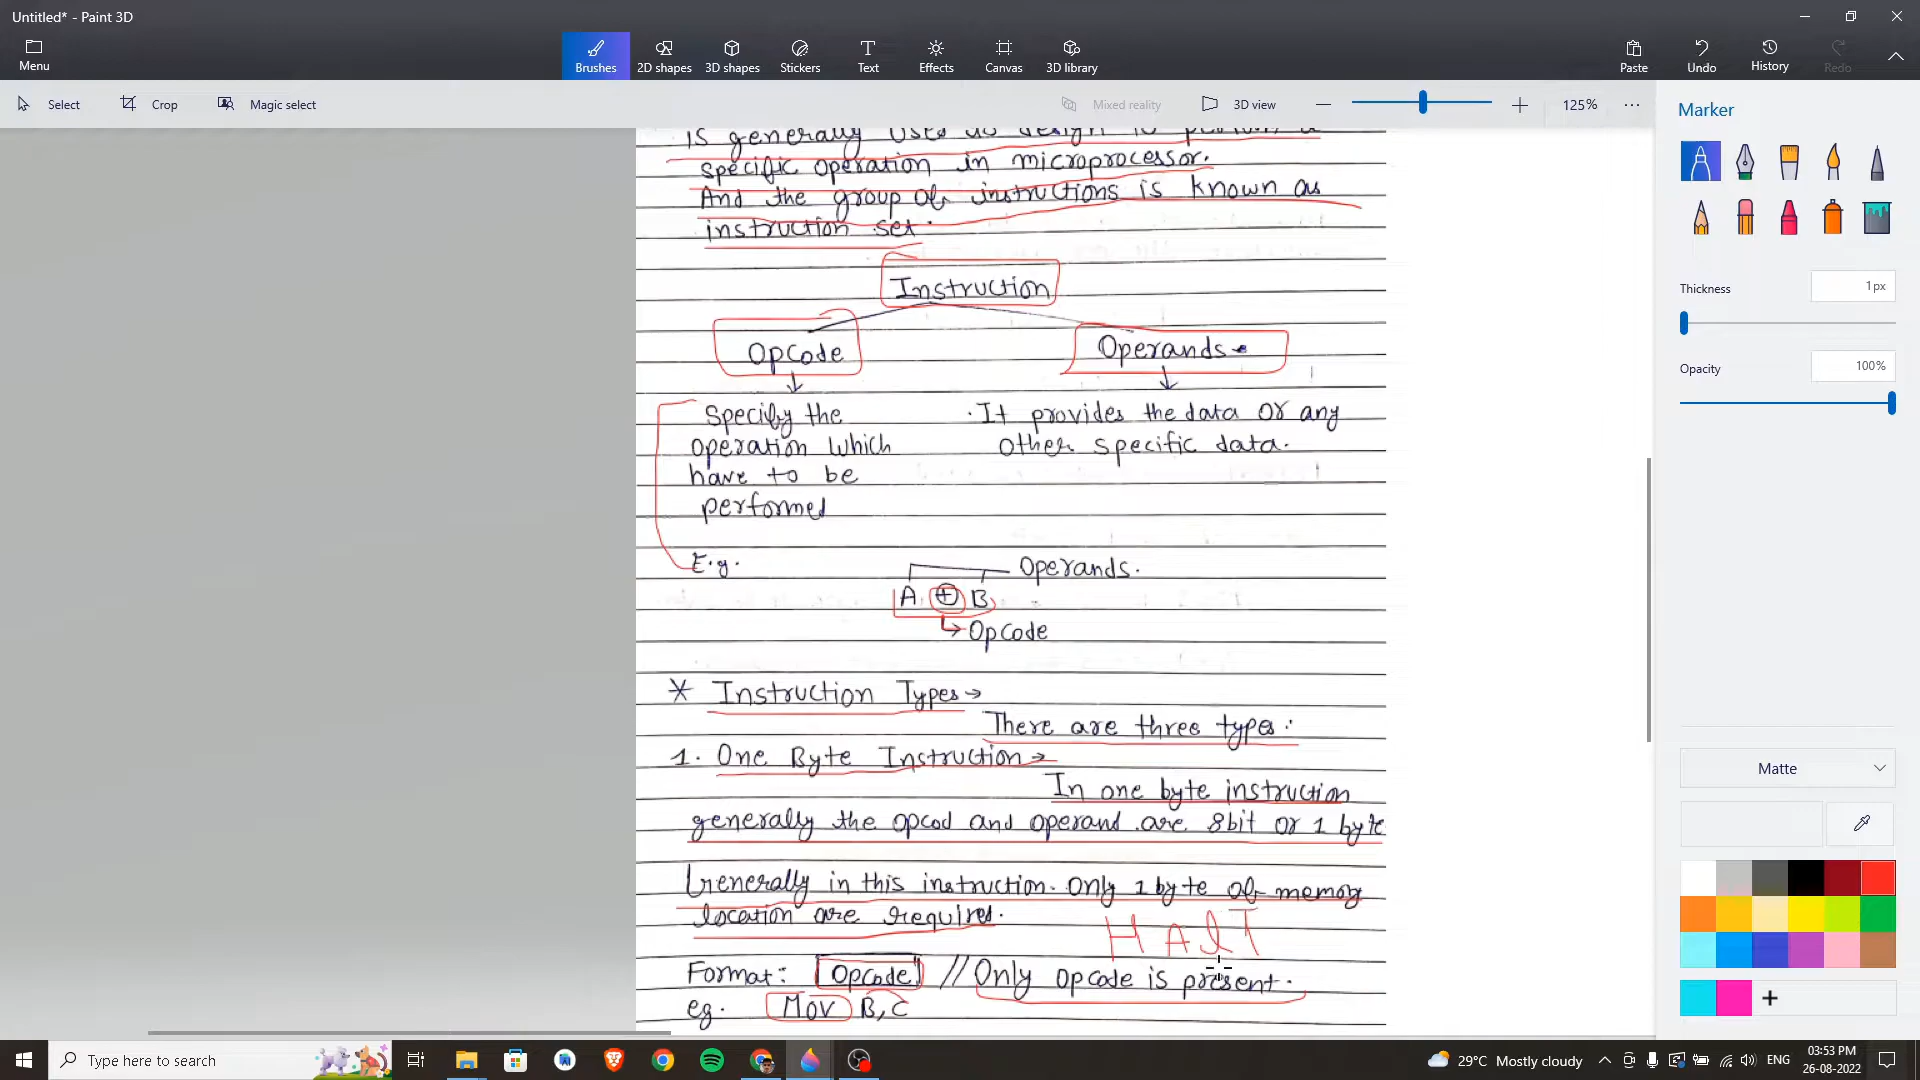 Untitled* - Paint 3D
Menu
Brushes
2D shapes
3D shapes
Stickers
Text
Effects
Canvas
3D library
Paste
Undo
History
Redo
Select
Crop
Magic select
Mixed reality
3D view
125%
Marker
Thickness
1px
Opacity
100%
Matte
is generally
specific operation in microprocessor.
And the group of instructions is known as
instruction set.
Instruction
Opcode
Operands
Specify the
operation which
have to be
performed
. It provides the data or any
other specific data.
E.g.
Operands.
A + B
Opcode
* Instruction Types→
There are three types:
1. One Byte Instruction→
In one byte instruction
generally the opcod and operand are 8bit or 1 byte
Generally in this instruction. Only 1 byte of memory
location are required.
HAlT
Format: Opcode // Only opcode is present.
eg. Mov B, C
Type here to search
29°C Mostly cloudy
ENG
03:53 PM
26-08-2022